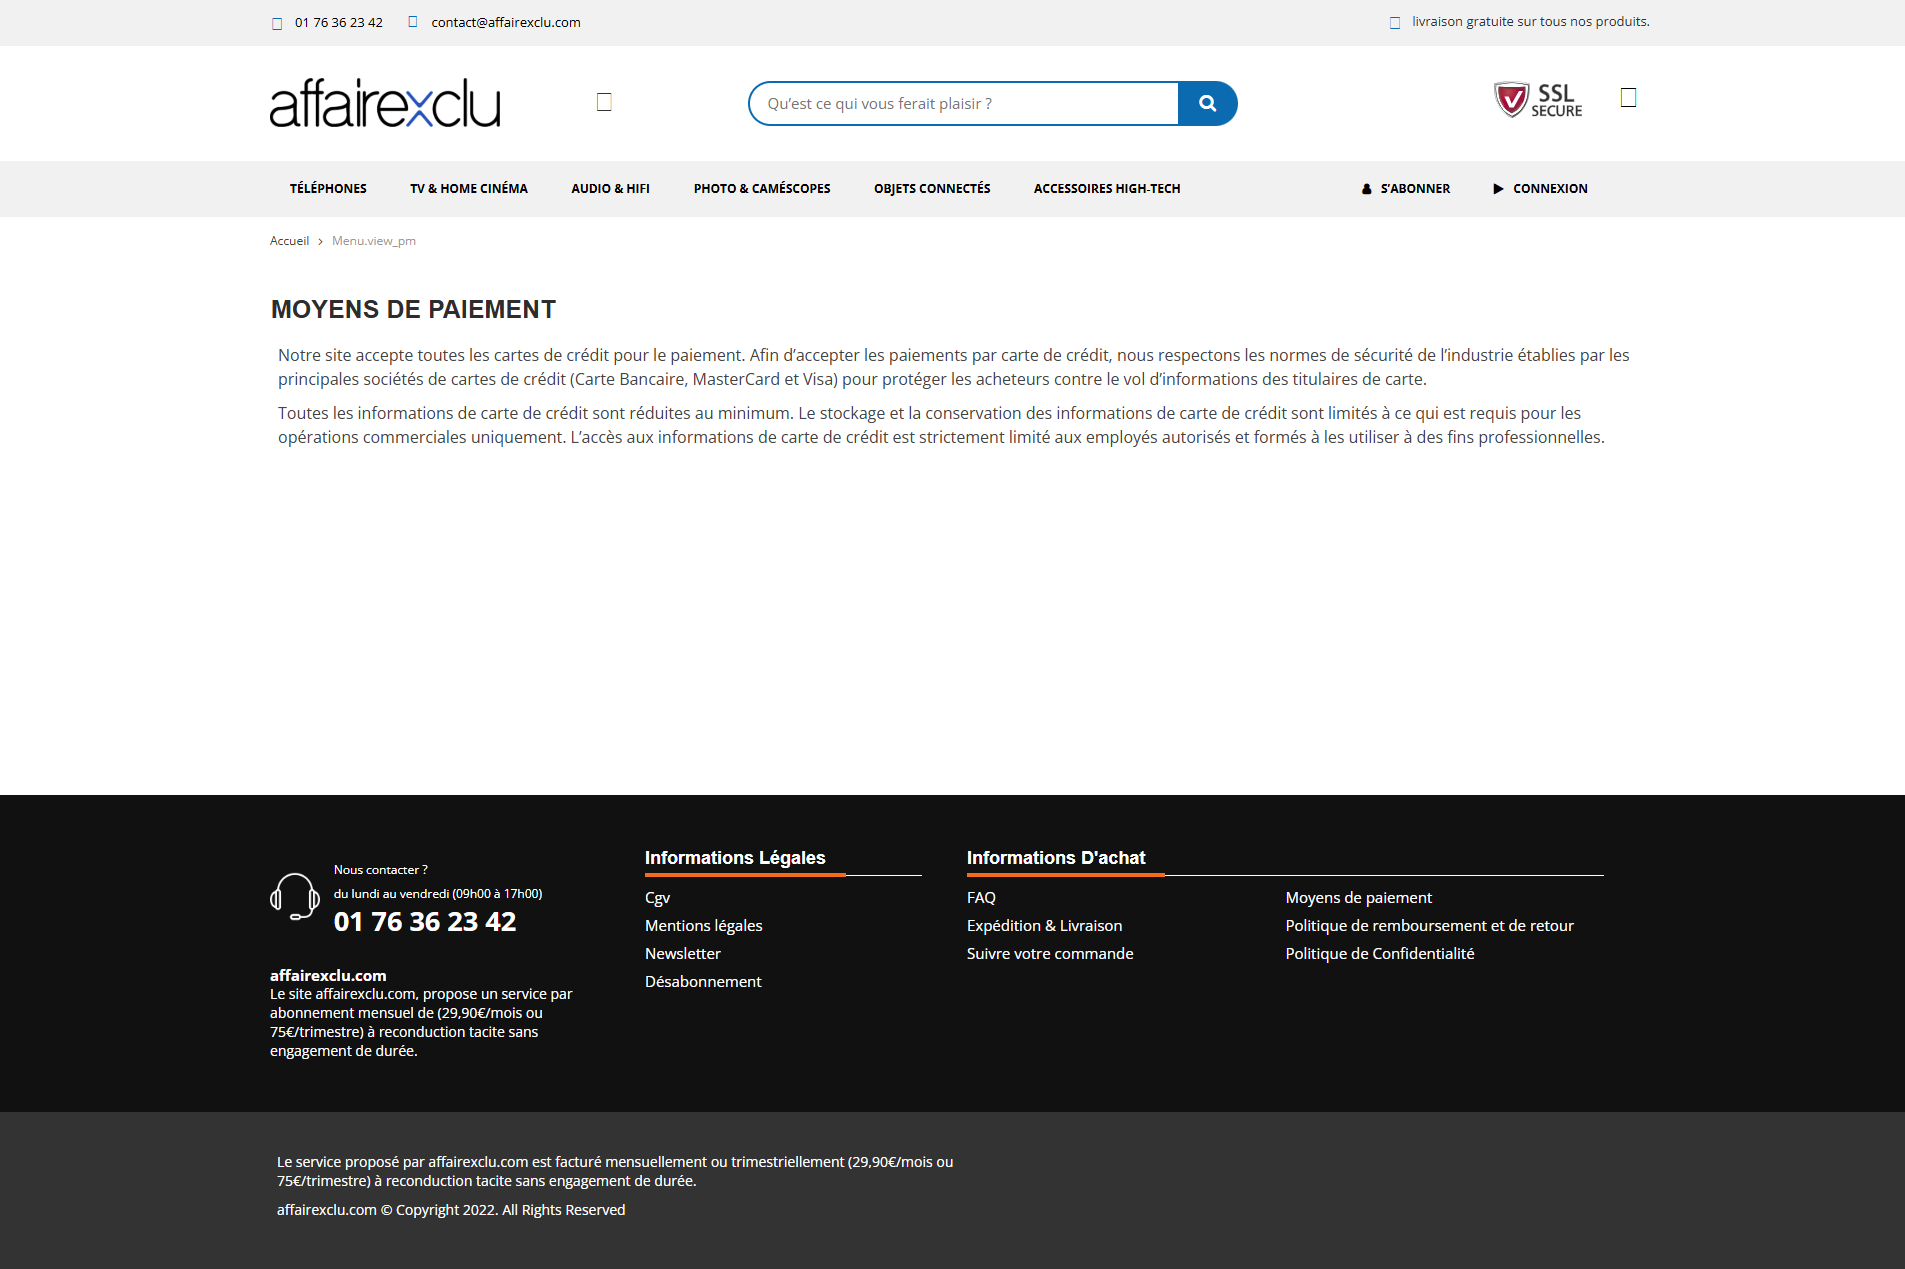 01 76 36 23 42 contact@affairexclu.com livraison gratuite sur tous nos produits.
affairexclu Qu’est ce qui vous ferait plaisir ? SSL SECURE
TÉLÉPHONES TV & HOME CINÉMA AUDIO & HIFI PHOTO & CAMÉSCOPES OBJETS CONNECTÉS ACCESSOIRES HIGH-TECH S’ABONNER CONNEXION
Accueil > Menu.view_pm
MOYENS DE PAIEMENT
Notre site accepte toutes les cartes de crédit pour le paiement. Afin d’accepter les paiements par carte de crédit, nous respectons les normes de sécurité de l’industrie établies par les
principales sociétés de cartes de crédit (Carte Bancaire, MasterCard et Visa) pour protéger les acheteurs contre le vol d’informations des titulaires de carte.
Toutes les informations de carte de crédit sont réduites au minimum. Le stockage et la conservation des informations de carte de crédit sont limités à ce qui est requis pour les
opérations commerciales uniquement. L’accès aux informations de carte de crédit est strictement limité aux employés autorisés et formés à les utiliser à des fins professionnelles.
Nous contacter ?
du lundi au vendredi (09h00 à 17h00)
01 76 36 23 42
affairexclu.com
Le site affairexclu.com, propose un service par
abonnement mensuel de (29,90€/mois ou
75€/trimestre) à reconduction tacite sans
engagement de durée.
Informations Légales
Cgv
Mentions légales
Newsletter
Désabonnement
Informations D'achat
FAQ
Expédition & Livraison
Suivre votre commande
Moyens de paiement
Politique de remboursement et de retour
Politique de Confidentialité
Le service proposé par affairexclu.com est facturé mensuellement ou trimestriellement (29,90€/mois ou
75€/trimestre) à reconduction tacite sans engagement de durée.
affairexclu.com © Copyright 2022. All Rights Reserved